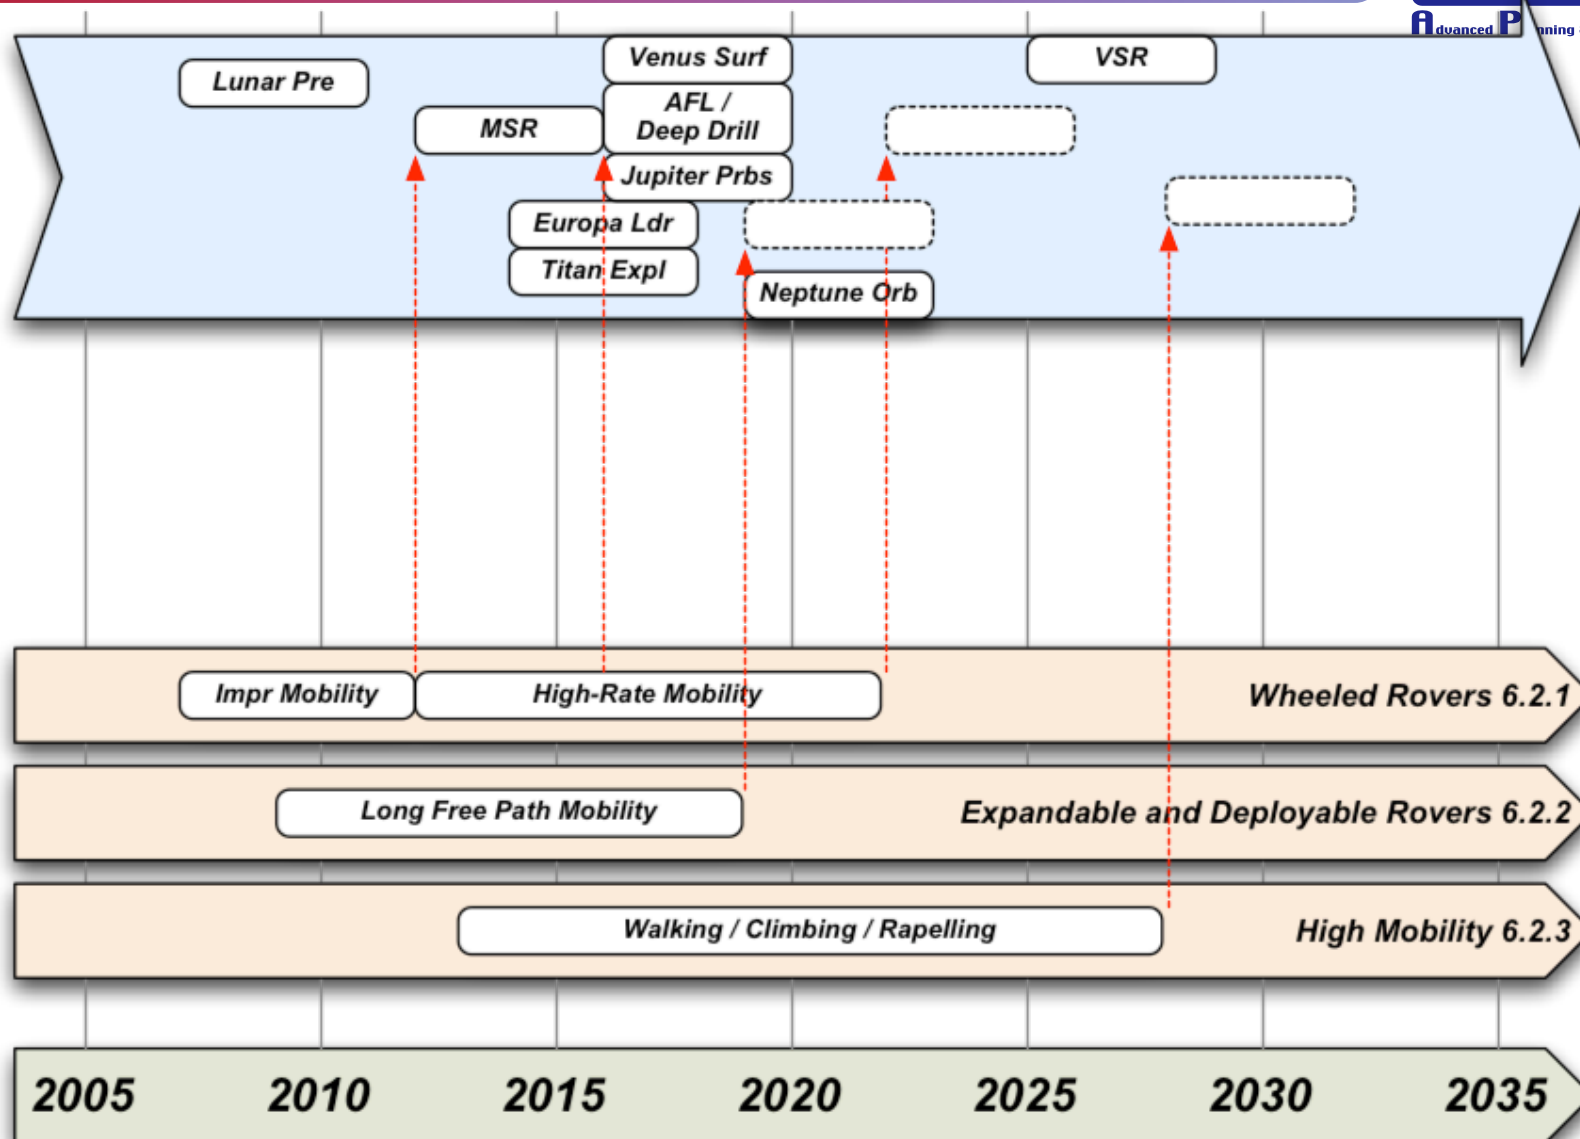 Advanced Planning
Lunar Pre
Venus Surf
VSR
MSR
AFL /
Deep Drill
Jupiter Prbs
Europa Ldr
Titan Expl
Neptune Orb
Impr Mobility
High-Rate Mobility
Wheeled Rovers 6.2.1
Long Free Path Mobility
Expandable and Deployable Rovers 6.2.2
Walking / Climbing / Rapelling
High Mobility 6.2.3
2005 2010 2015 2020 2025 2030 2035